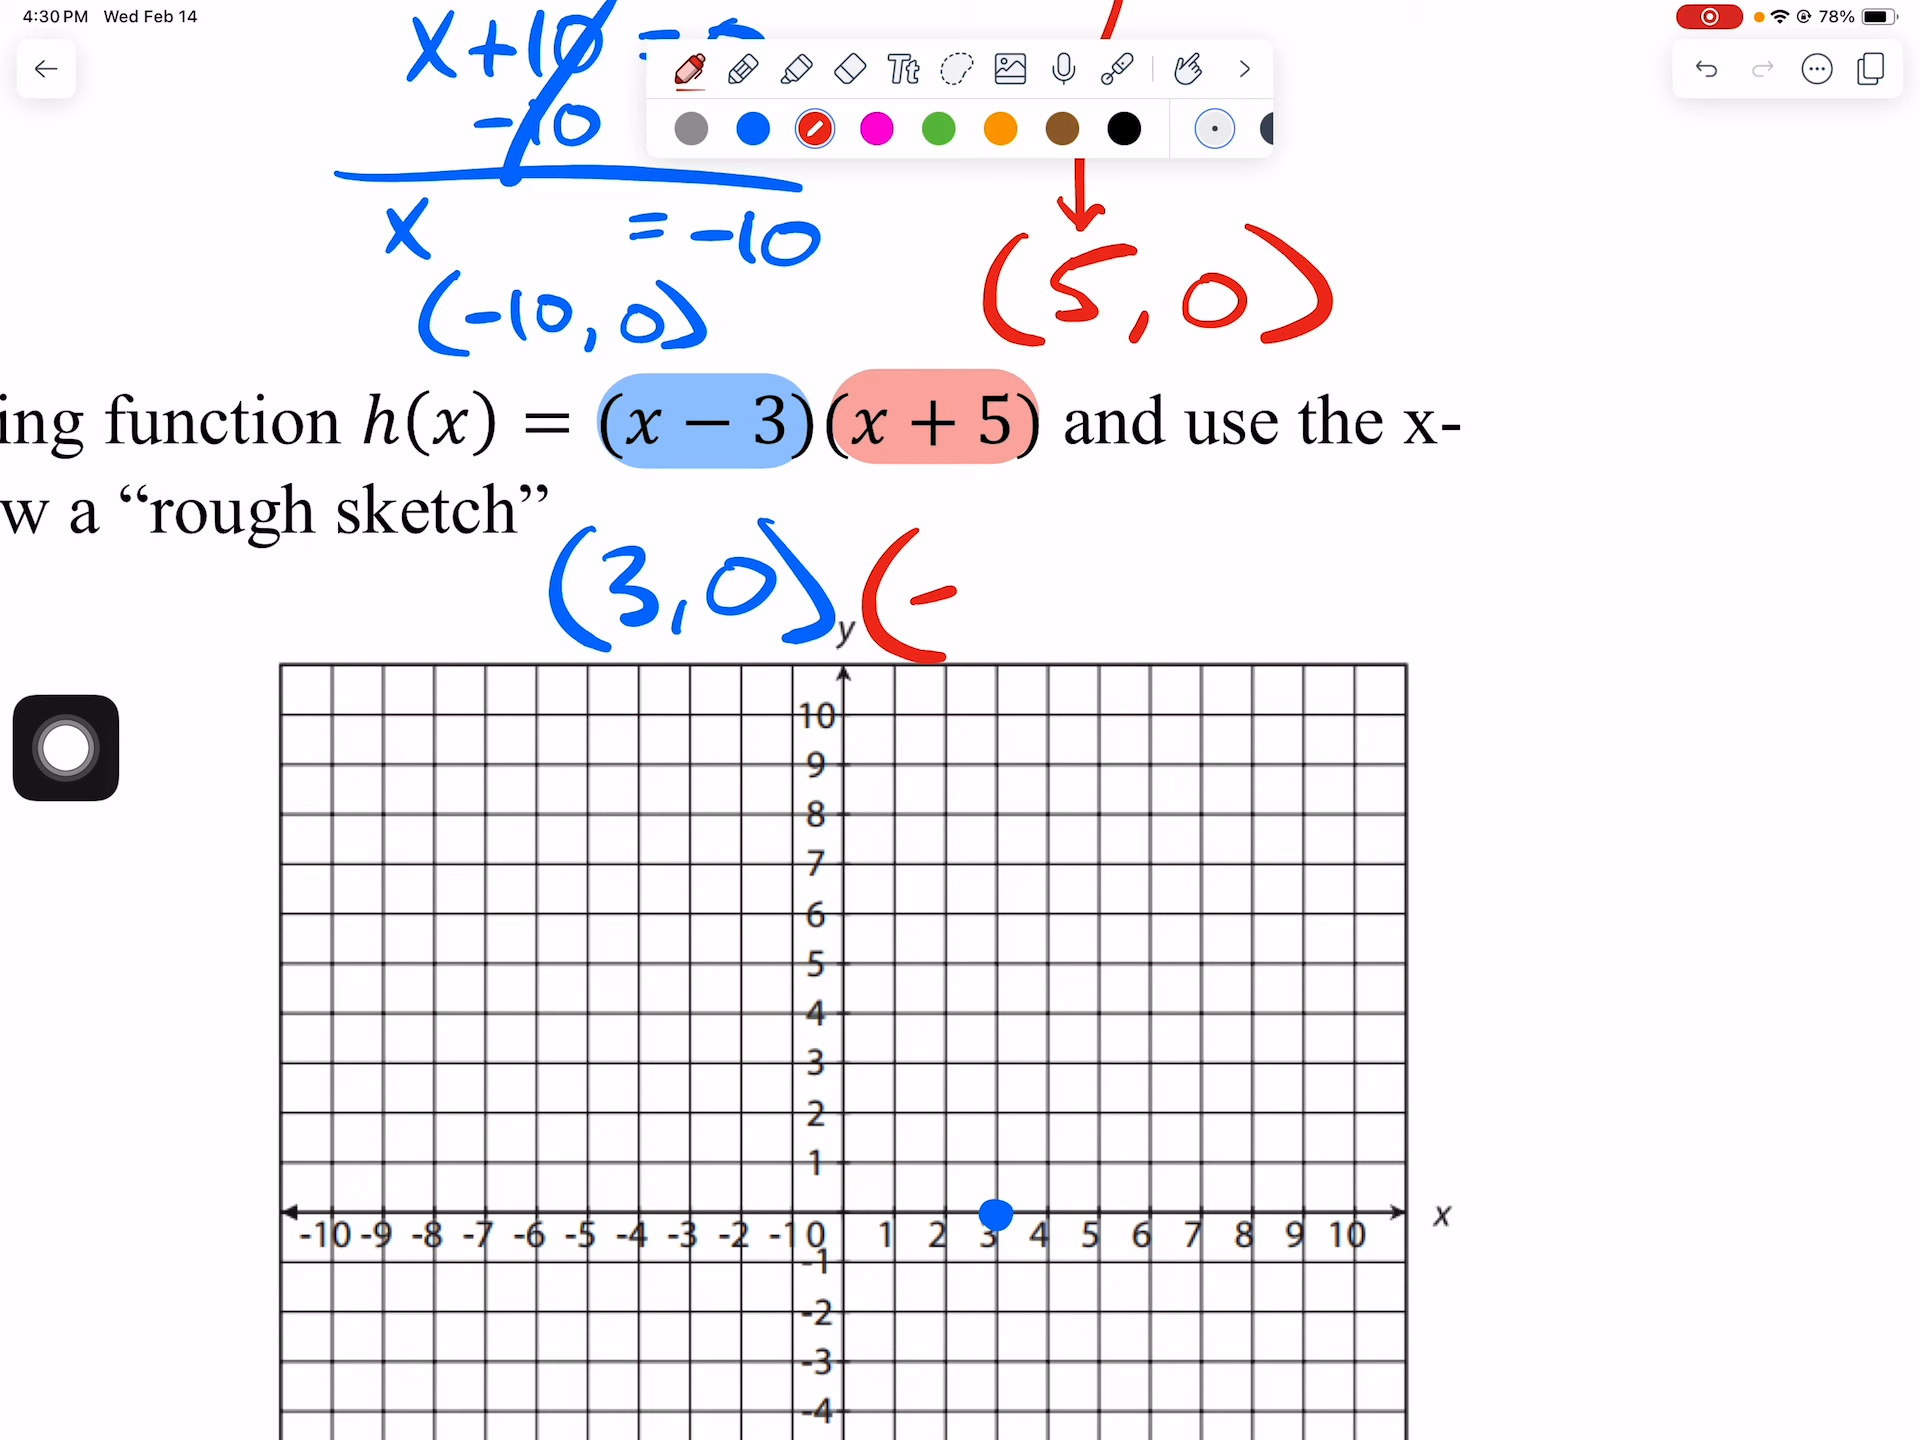 4:30 PM Wed Feb 14
78%
x+10 =
Tt
-10
x = -10
(-10,0)
(5,0)
ing function h(x) = (x − 3)(x + 5) and use the x-
w a “rough sketch”
(3,0) (-
y
10
9
8
7
6
5
4
3
2
1
-10 -9 -8 -7 -6 -5 -4 -3 -2 -1 0 1 2 3 4 5 6 7 8 9 10 x
-1
-2
-3
-4